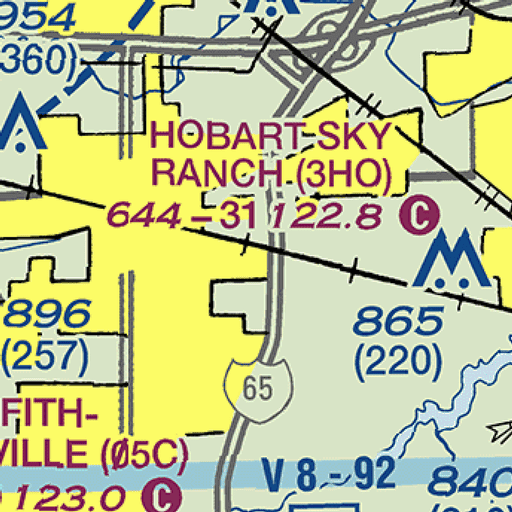 954
(360)
HOBART SKY
RANCH (3HO)
644 – 31 122.8 C
896
(257)
865
(220)
65
FITH-
VILLE (Ø5C)
123.0 C
V 8 - 92
840